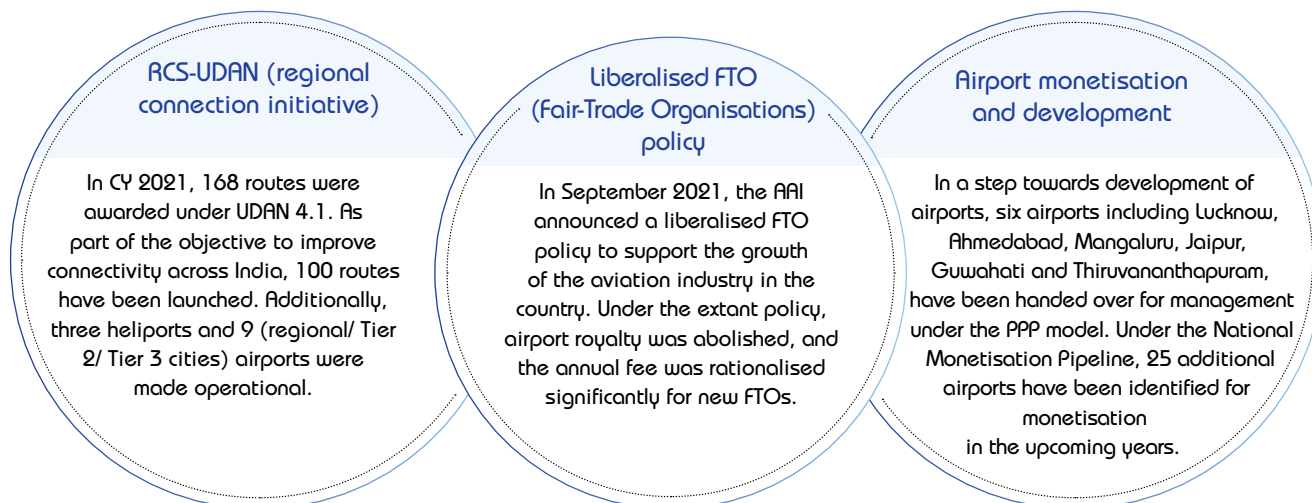 RCS-UDAN (regional
connection initiative)
In CY 2021, 168 routes were
awarded under UDAN 4.1. As
part of the objective to improve
connectivity across India, 100 routes
have been launched. Additionally,
three heliports and 9 (regional/ Tier
2/ Tier 3 cities) airports were
made operational.
Liberalised FTO
(Fair-Trade Organisations)
policy
In September 2021, the AAI
announced a liberalised FTO
policy to support the growth
of the aviation industry in the
country. Under the extant policy,
airport royalty was abolished, and
the annual fee was rationalised
significantly for new FTOs.
Airport monetisation
and development
In a step towards development of
airports, six airports including Lucknow,
Ahmedabad, Mangaluru, Jaipur,
Guwahati and Thiruvananthapuram,
have been handed over for management
under the PPP model. Under the National
Monetisation Pipeline, 25 additional
airports have been identified for
monetisation
in the upcoming years.